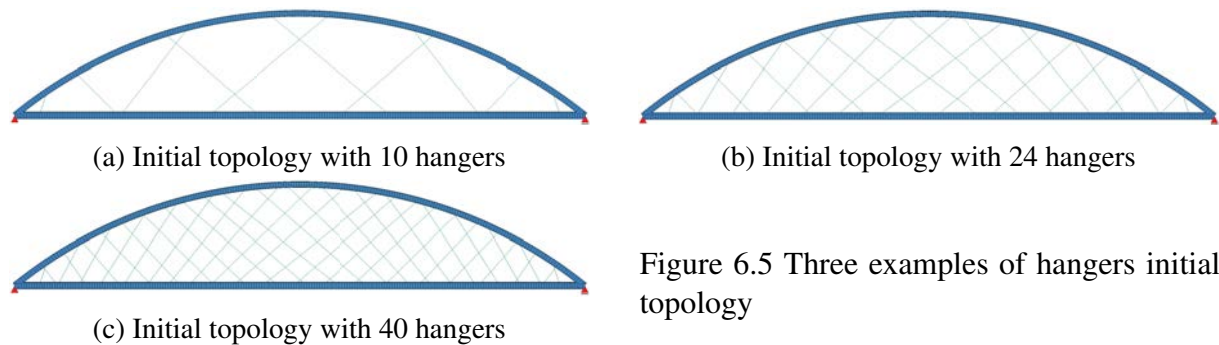 (a) Initial topology with 10 hangers
(b) Initial topology with 24 hangers
(c) Initial topology with 40 hangers
Figure 6.5 Three examples of hangers initial
topology